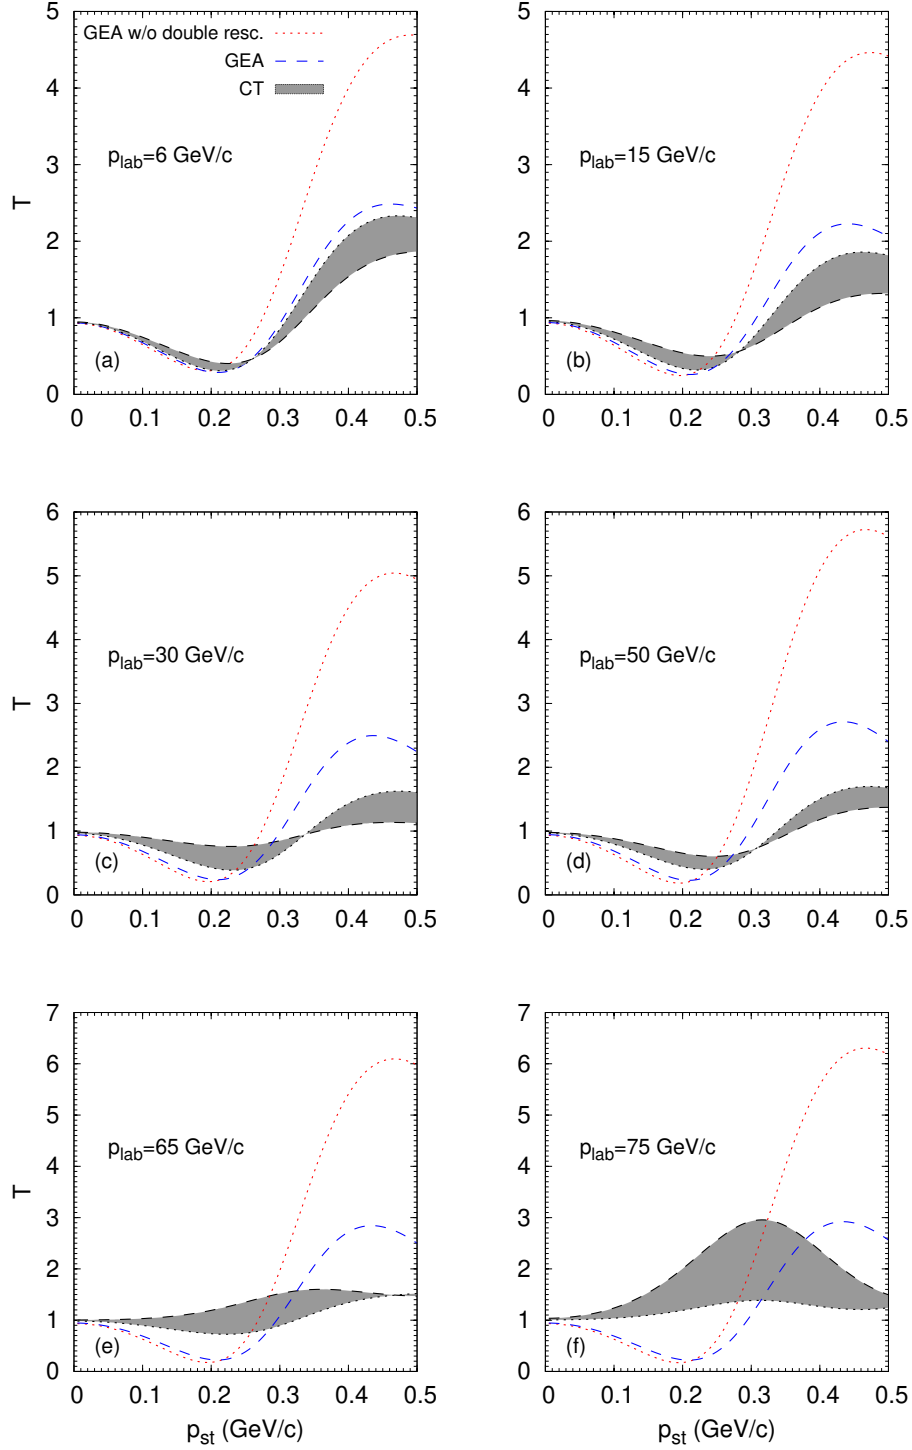 GEA w/o double resc.
GEA
CT
p_lab=6 GeV/c
T
(a)
0 1 2 3 4 5
0 0.1 0.2 0.3 0.4 0.5
p_lab=15 GeV/c
(b)
0 1 2 3 4 5
0 0.1 0.2 0.3 0.4 0.5
p_lab=30 GeV/c
T
(c)
0 1 2 3 4 5 6
0 0.1 0.2 0.3 0.4 0.5
p_lab=50 GeV/c
(d)
0 1 2 3 4 5 6
0 0.1 0.2 0.3 0.4 0.5
p_lab=65 GeV/c
T
(e)
0 1 2 3 4 5 6 7
0 0.1 0.2 0.3 0.4 0.5
p_st (GeV/c)
p_lab=75 GeV/c
(f)
0 1 2 3 4 5 6 7
0 0.1 0.2 0.3 0.4 0.5
p_st (GeV/c)